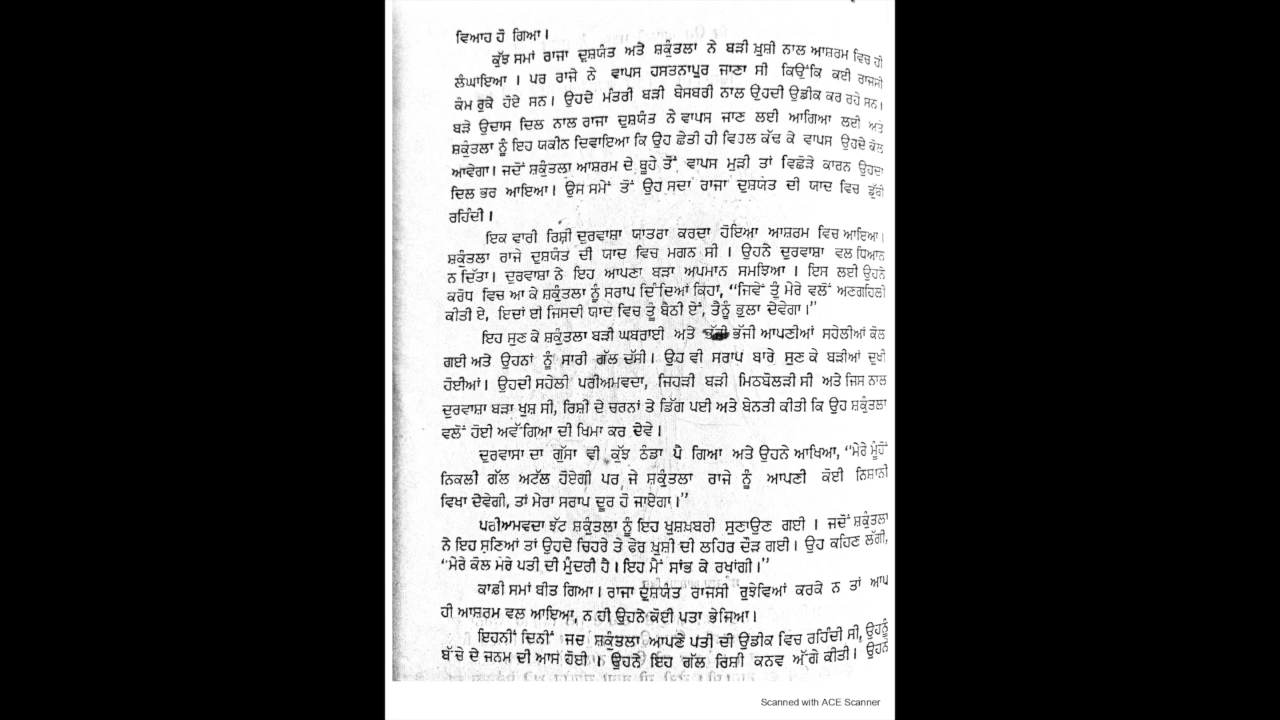 ਵਿਆਹ ਹੋ ਗਿਆ।
ਕੁੱਝ ਸਮਾਂ ਰਾਜਾ ਦੁਸ਼ਯੰਤ ਅਤੇ ਸ਼ਕੁੰਤਲਾ ਨੇ ਬੜੀ ਖ਼ੁਸ਼ੀ ਨਾਲ ਆਸ਼ਰਮ ਵਿਚ ਹੀ
ਲੰਘਾਇਆ। ਪਰ ਰਾਜੇ ਨੇ ਵਾਪਸ ਹਸਤਨਾਪੁਰ ਜਾਣਾ ਸੀ ਕਿਉਂਕਿ ਕਈ ਰਾਜਸੀ
ਕੰਮ ਰੁਕੇ ਹੋਏ ਸਨ। ਉਹਦੇ ਮੰਤਰੀ ਬੜੀ ਬੇਸਬਰੀ ਨਾਲ ਉਹਦੀ ਉਡੀਕ ਕਰ ਰਹੇ ਸਨ।
ਬੜੇ ਉਦਾਸ ਦਿਲ ਨਾਲ ਰਾਜਾ ਦੁਸ਼ਯੰਤ ਨੇ ਵਾਪਸ ਜਾਣ ਲਈ ਆਗਿਆ ਲਈ ਅਤੇ
ਸ਼ਕੁੰਤਲਾ ਨੂੰ ਇਹ ਯਕੀਨ ਦਿਵਾਇਆ ਕਿ ਉਹ ਛੇਤੀ ਹੀ ਵਿਹਲ ਕੱਢ ਕੇ ਵਾਪਸ ਉਹਦੇ ਕੋਲ
ਆਵੇਗਾ। ਜਦੋਂ ਸ਼ਕੁੰਤਲਾ ਆਸ਼ਰਮ ਦੇ ਬੂਹੇ ਤੋਂ ਵਾਪਸ ਮੁੜੀ ਤਾਂ ਵਿਛੋੜੇ ਕਾਰਨ ਉਹਦਾ
ਦਿਲ ਭਰ ਆਇਆ। ਉਸ ਸਮੇਂ ਤੋਂ ਉਹ ਸਦਾ ਰਾਜਾ ਦੁਸ਼ਯੰਤ ਦੀ ਯਾਦ ਵਿਚ ਡੁੱਬੀ
ਰਹਿੰਦੀ।
ਇਕ ਵਾਰੀ ਰਿਸ਼ੀ ਦੁਰਵਾਸ਼ਾ ਯਾਤਰਾ ਕਰਦਾ ਹੋਇਆ ਆਸ਼ਰਮ ਵਿਚ ਆਇਆ।
ਸ਼ਕੁੰਤਲਾ ਰਾਜੇ ਦੁਸ਼ਯੰਤ ਦੀ ਯਾਦ ਵਿਚ ਮਗਨ ਸੀ। ਉਹਨੇ ਦੁਰਵਾਸ਼ਾ ਵਲ ਧਿਆਨ
ਨ ਦਿੱਤਾ। ਦੁਰਵਾਸ਼ਾ ਨੇ ਇਹ ਆਪਣਾ ਬੜਾ ਅਪਮਾਨ ਸਮਝਿਆ। ਇਸ ਲਈ ਉਹਨੇ
ਕਰੋਧ ਵਿਚ ਆ ਕੇ ਸ਼ਕੁੰਤਲਾ ਨੂੰ ਸਰਾਪ ਦਿੰਦਿਆਂ ਕਿਹਾ, “ਜਿਵੇਂ ਤੂੰ ਮੇਰੇ ਵਲੋਂ ਅਣਗਹਿਲੀ
ਕੀਤੀ ਏ, ਇਦਾਂ ਈ ਜਿਸਦੀ ਯਾਦ ਵਿਚ ਤੂੰ ਬੈਠੀ ਏਂ, ਤੈਨੂੰ ਭੁਲਾ ਦੇਵੇਗਾ।”
ਇਹ ਸੁਣ ਕੇ ਸ਼ਕੁੰਤਲਾ ਬੜੀ ਘਬਰਾਈ ਅਤੇ ਭੱਜੀ ਆਪਣੀਆਂ ਸਹੇਲੀਆਂ ਕੋਲ
ਗਈ ਅਤੇ ਉਹਨਾਂ ਨੂੰ ਸਾਰੀ ਗੱਲ ਦੱਸੀ। ਉਹ ਵੀ ਸਰਾਪ ਬਾਰੇ ਸੁਣ ਕੇ ਬੜੀਆਂ ਦੁਖੀ
ਹੋਈਆਂ। ਉਹਦੀ ਸਹੇਲੀ ਪਰੀਅਮਵਦਾ, ਜਿਹੜੀ ਬੜੀ ਮਿਠਬੋਲੜੀ ਸੀ ਅਤੇ ਜਿਸ ਨਾਲ
ਦੁਰਵਾਸ਼ਾ ਬੜਾ ਖੁਸ਼ ਸੀ, ਰਿਸ਼ੀ ਦੇ ਚਰਨਾਂ ਤੇ ਡਿੱਗ ਪਈ ਅਤੇ ਬੇਨਤੀ ਕੀਤੀ ਕਿ ਉਹ ਸ਼ਕੁੰਤਲਾ
ਵਲੋਂ ਹੋਈ ਅਵੱਗਿਆ ਦੀ ਖਿਮਾ ਕਰ ਦੇਵੇ।
ਦੁਰਵਾਸਾ ਦਾ ਗੁੱਸਾ ਵੀ ਕੁੱਝ ਠੰਡਾ ਪੈ ਗਿਆ ਅਤੇ ਉਹਨੇ ਆਖਿਆ, “ਮੇਰੇ ਮੂੰਹੋਂ
ਨਿਕਲੀ ਗੱਲ ਅਟੱਲ ਹੋਏਗੀ ਪਰ ਜੇ ਸ਼ਕੁੰਤਲਾ ਰਾਜੇ ਨੂੰ ਆਪਣੀ ਕੋਈ ਨਿਸ਼ਾਨੀ
ਵਿਖਾ ਦੇਵੇਗੀ, ਤਾਂ ਮੇਰਾ ਸਰਾਪ ਦੂਰ ਹੋ ਜਾਏਗਾ।”
ਪਰੀਅਮਵਦਾ ਝੱਟ ਸ਼ਕੁੰਤਲਾ ਨੂੰ ਇਹ ਖੁਸ਼ਖ਼ਬਰੀ ਸੁਣਾਉਣ ਗਈ। ਜਦੋਂ ਸ਼ਕੁੰਤਲਾ
ਨੇ ਇਹ ਸੁਣਿਆਂ ਤਾਂ ਉਹਦੇ ਚਿਹਰੇ ਤੇ ਫੇਰ ਖ਼ੁਸ਼ੀ ਦੀ ਲਹਿਰ ਦੌੜ ਗਈ। ਉਹ ਕਹਿਣ ਲੱਗੀ,
“ਮੇਰੇ ਕੋਲ ਮੇਰੇ ਪਤੀ ਦੀ ਮੁੰਦਰੀ ਹੈ। ਇਹ ਮੈਂ ਸਾਂਭ ਕੇ ਰਖਾਂਗੀ।”
ਕਾਫ਼ੀ ਸਮਾਂ ਬੀਤ ਗਿਆ। ਰਾਜਾ ਦੁਸ਼ਯੰਤ ਰਾਜਸੀ ਰੁਝੇਵਿਆਂ ਕਰਕੇ ਨ ਤਾਂ ਆਪ
ਹੀ ਆਸ਼ਰਮ ਵਲ ਆਇਆ, ਨ ਹੀ ਉਹਨੇ ਕੋਈ ਪਤਾ ਭੇਜਿਆ।
ਇਹਨੀਂ ਦਿਨੀਂ ਜਦ ਸ਼ਕੁੰਤਲਾ ਆਪਣੇ ਪਤੀ ਦੀ ਉਡੀਕ ਵਿਚ ਰਹਿੰਦੀ ਸੀ, ਉਹਨੂੰ
ਬੱਚੇ ਦੇ ਜਨਮ ਦੀ ਆਸ ਹੋਈ। ਉਹਨੇ ਇਹ ਗੱਲ ਰਿਸ਼ੀ ਕਨਵ ਅੱਗੇ ਕੀਤੀ। ਉਹਨੇ
Scanned with ACE Scanner